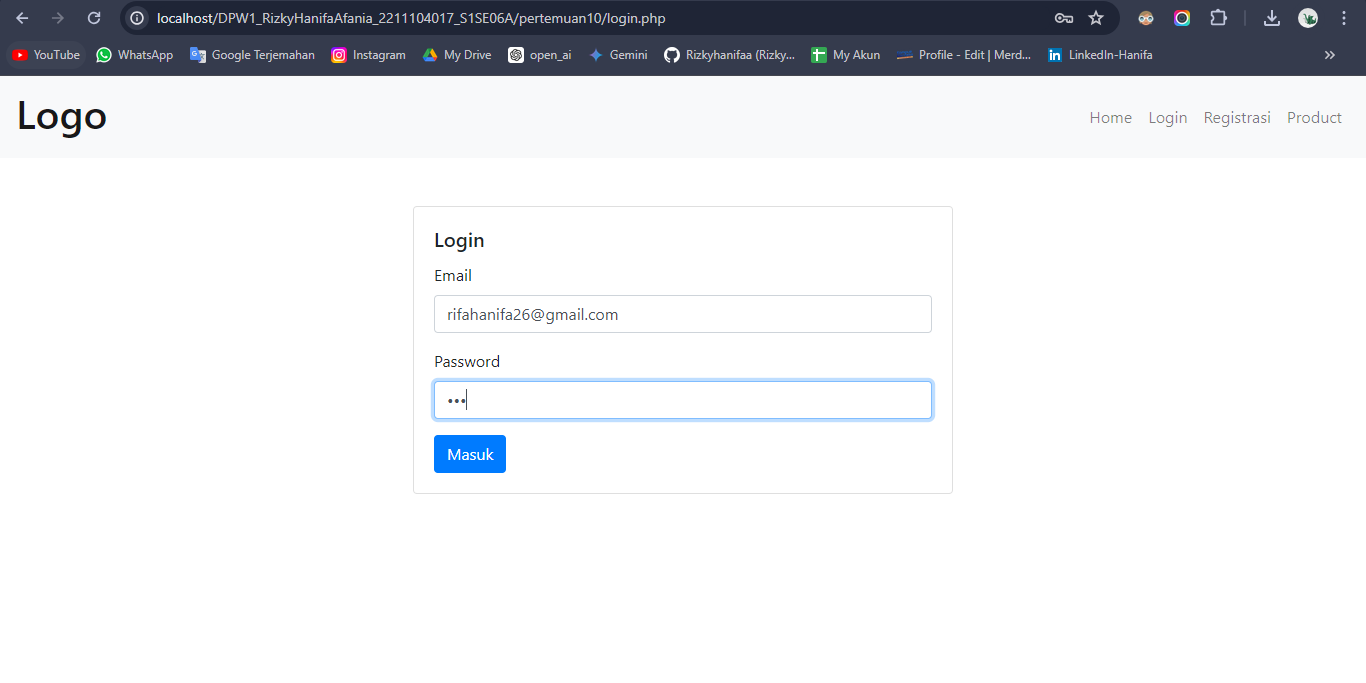 localhost/DPW1_RizkyHanifaAfania_2211104017_S1SE06A/pertemuan10/login.php
YouTube WhatsApp Google Terjemahan Instagram My Drive open_ai Gemini Rizkyhanifaa (Rizky... My Akun Profile - Edit | Merd... LinkedIn-Hanifa
Logo
Home Login Registrasi Product
Login
Email
rifahanifa26@gmail.com
Password
•••
Masuk